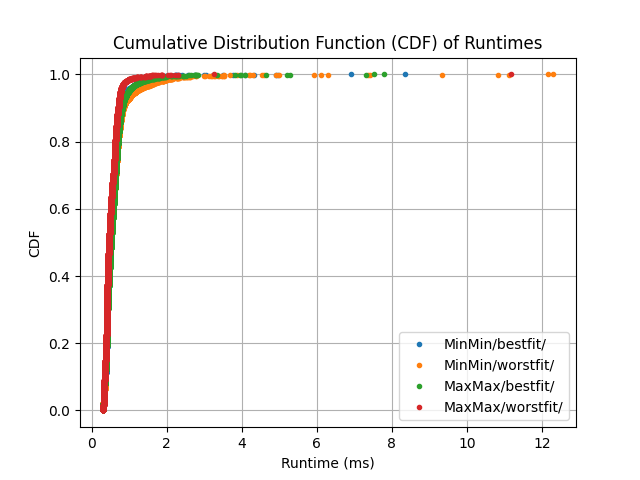 Cumulative Distribution Function (CDF) of Runtimes
1.0
0.8
0.6
0.4
0.2
0.0
CDF
0 2 4 6 8 10 12
Runtime (ms)
MinMin/bestfit/
MinMin/worstfit/
MaxMax/bestfit/
MaxMax/worstfit/